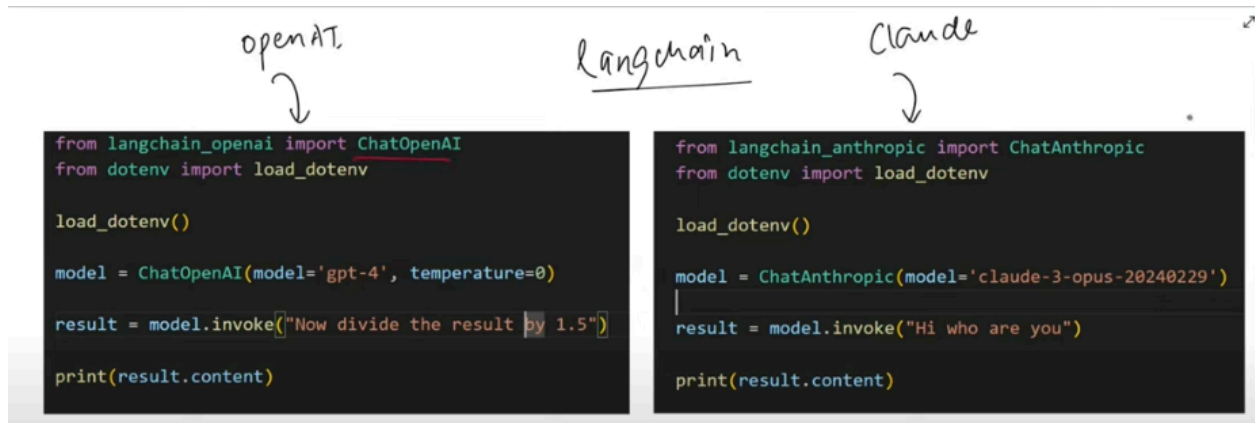 openAI.
langchain
Claude
from langchain_openai import ChatOpenAI
from dotenv import load_dotenv
load_dotenv()
model = ChatOpenAI(model='gpt-4', temperature=0)
result = model.invoke("Now divide the result by 1.5")
print(result.content)
from langchain_anthropic import ChatAnthropic
from dotenv import load_dotenv
load_dotenv()
model = ChatAnthropic(model='claude-3-opus-20240229')
result = model.invoke("Hi who are you")
print(result.content)